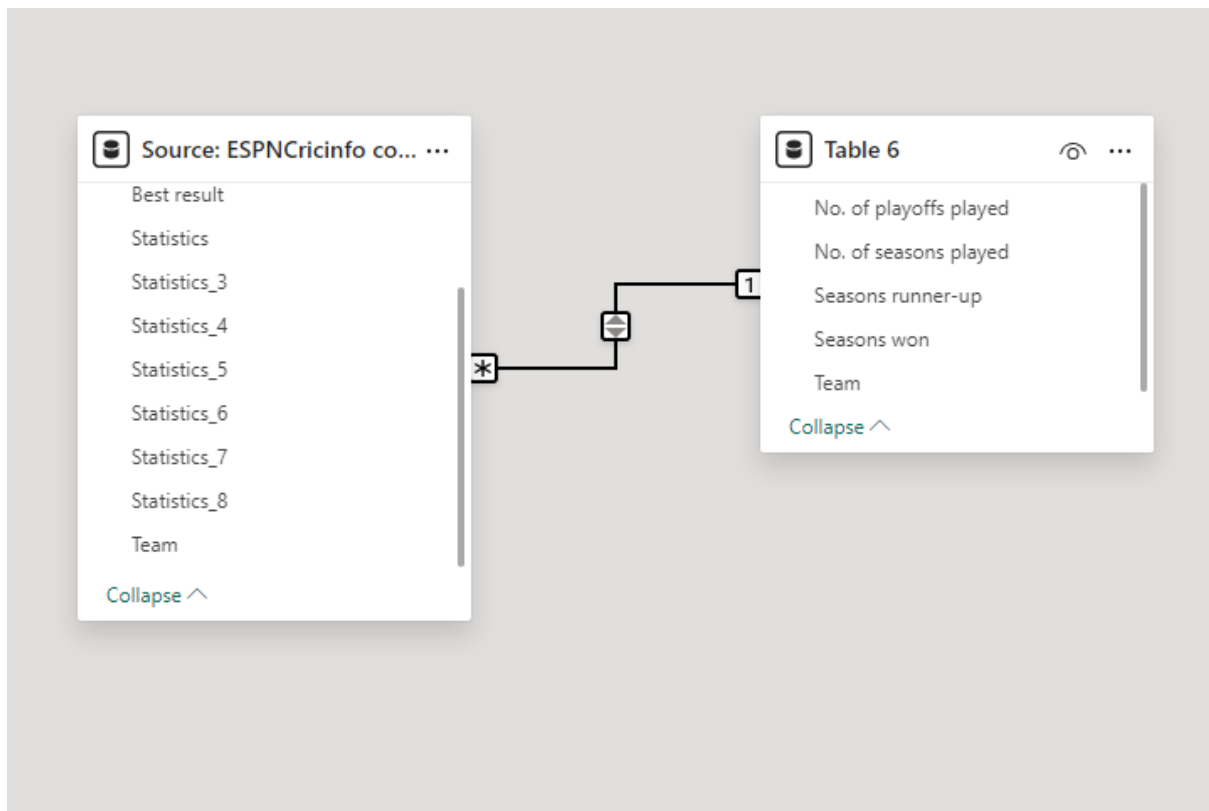 Source: ESPNCricinfo co... ...
Best result
Statistics
Statistics_3
Statistics_4
Statistics_5
Statistics_6
Statistics_7
Statistics_8
Team
Collapse
*
1
Table 6 ...
No. of playoffs played
No. of seasons played
Seasons runner-up
Seasons won
Team
Collapse